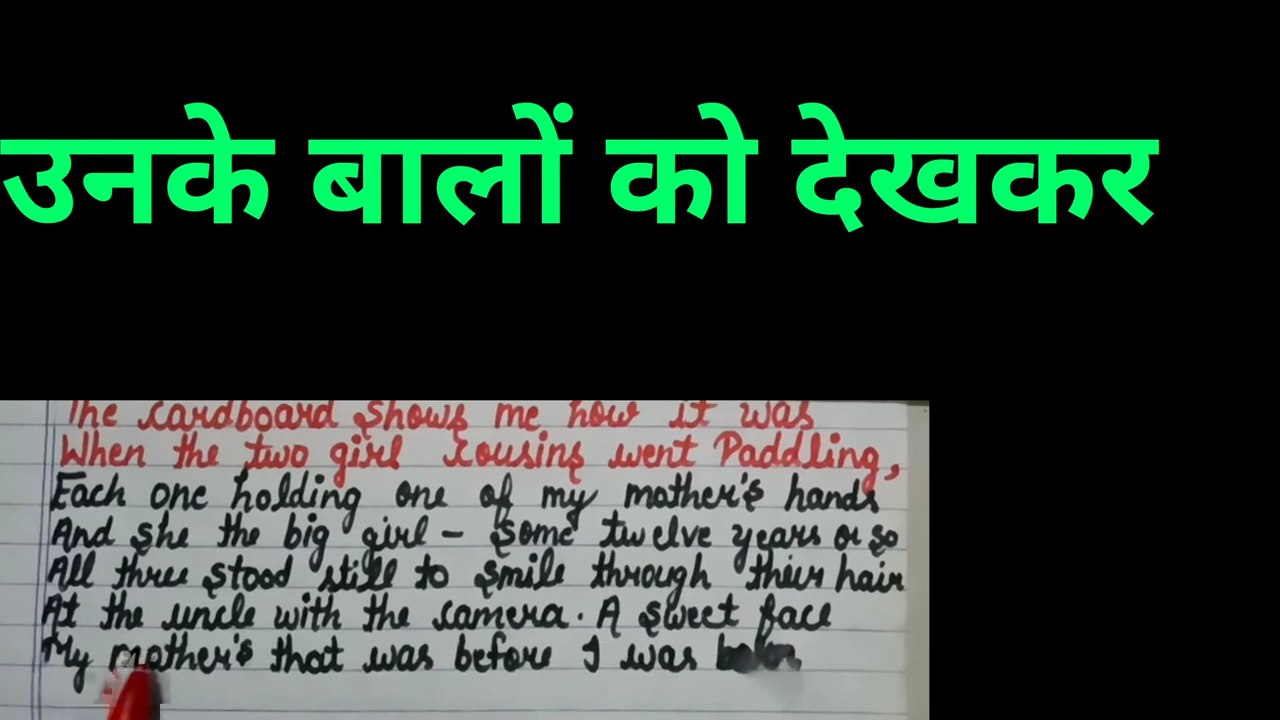 उनके बालों को देखकर
The cardboard shows me how it was
When the two girl cousins went Paddling,
Each one holding one of my mother's hands
And she the big girl - some twelve years or so
All three stood still to smile through their hair
At the uncle with the camera. A sweet face
My mother's that was before I was